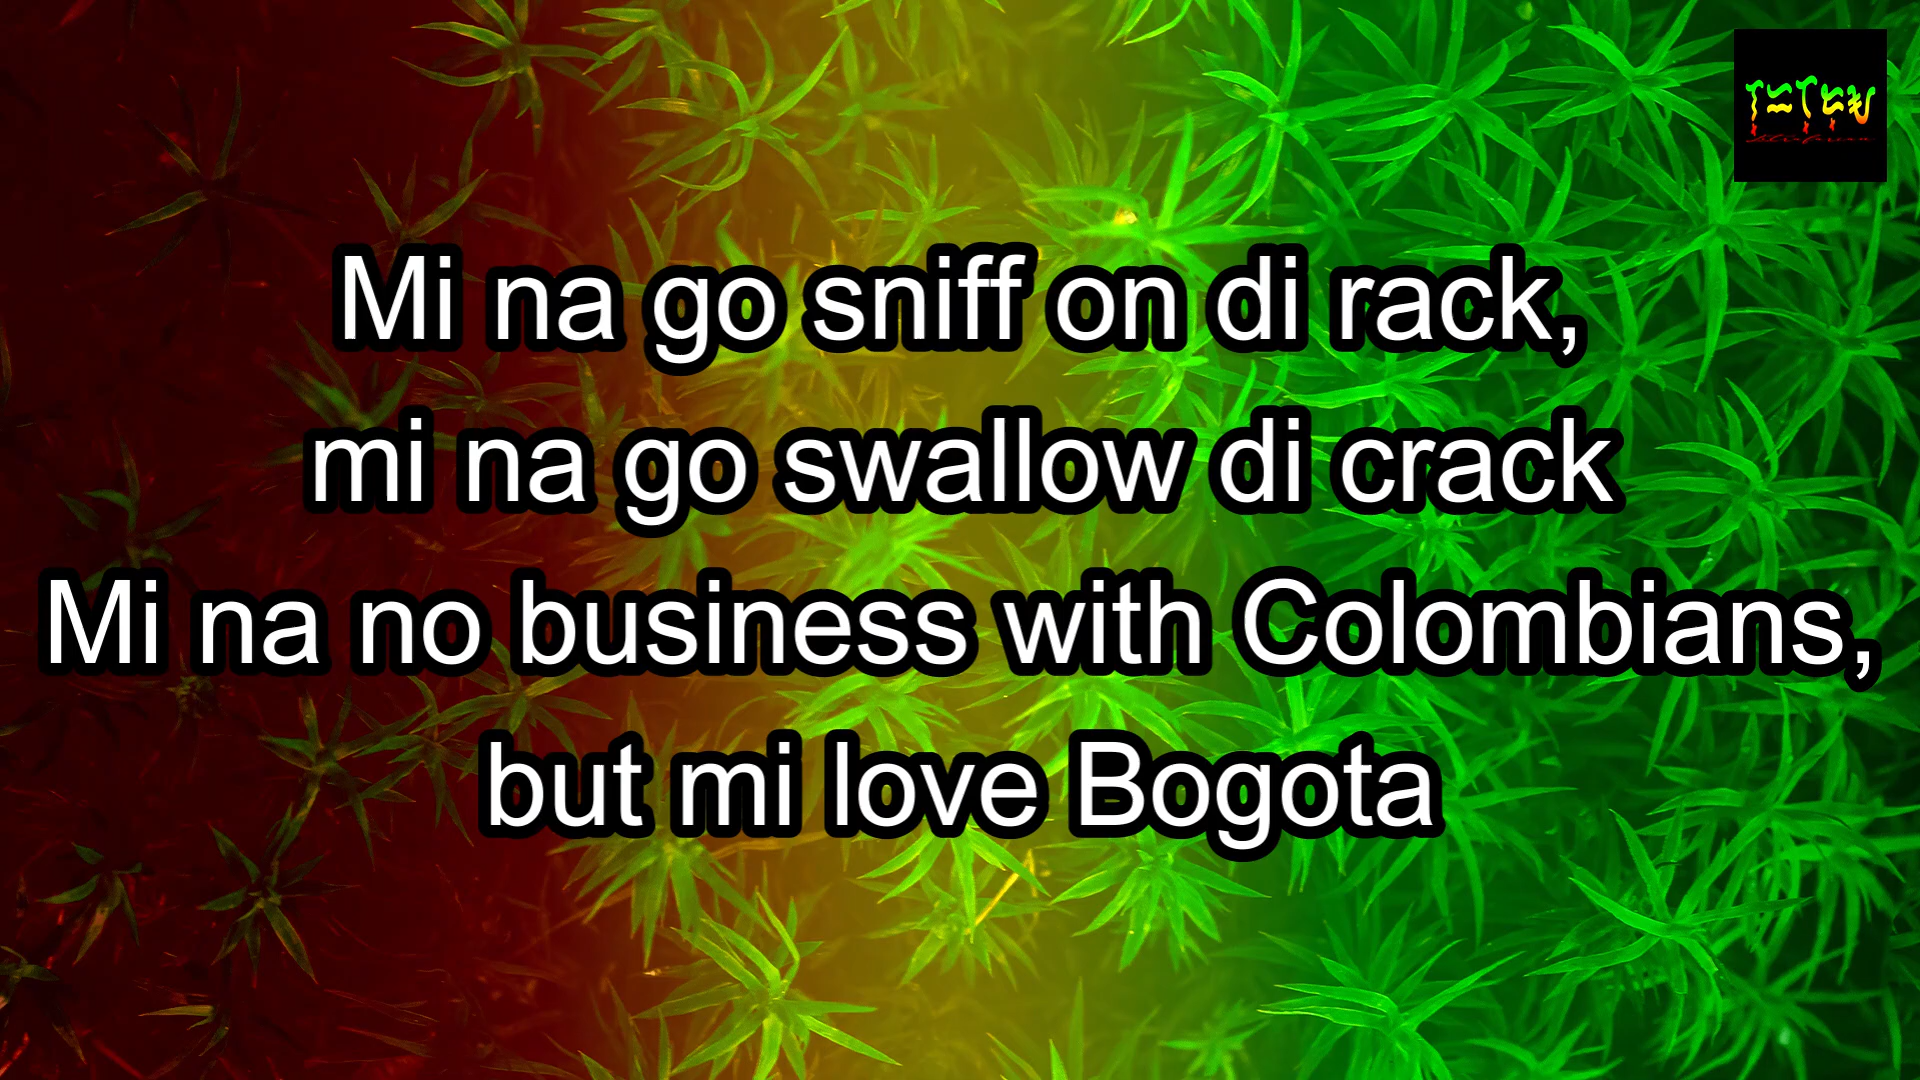 Mi na go sniff on di rack,
mi na go swallow di crack
Mi na no business with Colombians,
but mi love Bogota